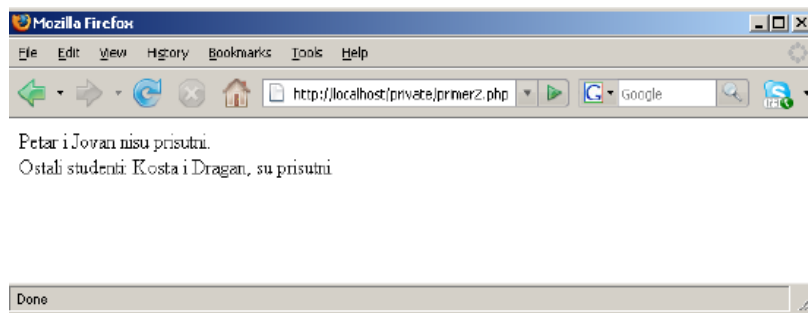 Mozilla Firefox
File Edit View History Bookmarks Tools Help
http://localhost/private/primer2.php G Google
Petar i Jovan nisu prisutni.
Ostali studenti: Kosta i Dragan, su prisutni
Done